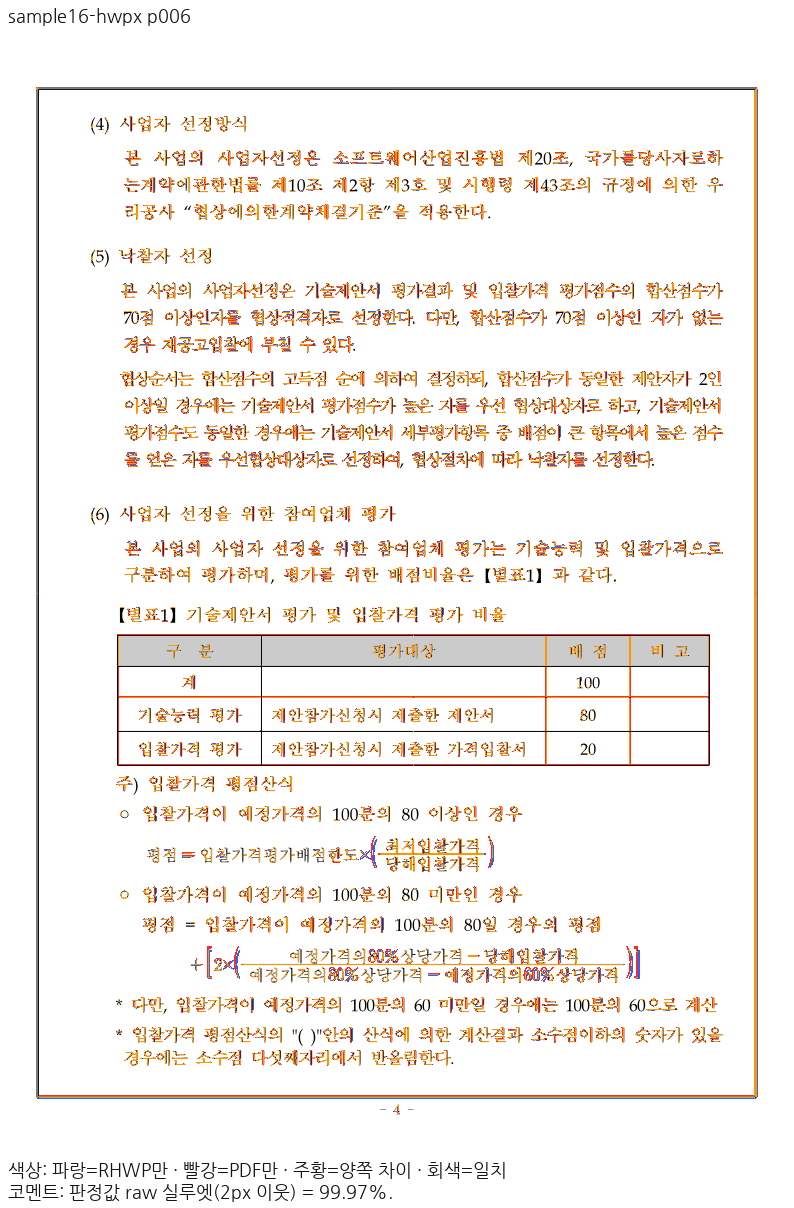 sample16-hwpx p006
(4) 사업자 선정방식
본 사업의 사업자선정은 소프트웨어산업진흥법 제20조, 국가를당사자로하
는계약에관한법률 제10조 제2항 제3호 및 시행령 제43조의 규정에 의한 우
리공사 “협상에의한계약체결기준”을 적용한다.
(5) 낙찰자 선정
본 사업의 사업자선정은 기술제안서 평가결과 및 입찰가격 평가점수의 합산점수가
70점 이상인자를 협상적격자로 선정한다. 다만, 합산점수가 70점 이상인 자가 없는
경우 재공고입찰에 부칠 수 있다.
협상순서는 합산점수의 고득점 순에 의하여 결정하되, 합산점수가 동일한 제안자가 2인
이상일 경우에는 기술제안서 평가점수가 높은 자를 우선 협상대상자로 하고, 기술제안서
평가점수도 동일한 경우에는 기술제안서 세부평가항목 중 배점이 큰 항목에서 높은 점수
를 얻은 자를 우선협상대상자로 선정하여, 협상절차에 따라 낙찰자를 선정한다.
(6) 사업자 선정을 위한 참여업체 평가
본 사업의 사업자 선정을 위한 참여업체 평가는 기술능력 및 입찰가격으로
구분하여 평가하며, 평가를 위한 배점비율은 【별표1】 과 같다.
【별표1】 기술제안서 평가 및 입찰가격 평가 비율
구 분 평가대상 배 점 비 고
계 100
기술능력 평가 제안참가신청시 제출한 제안서 80
입찰가격 평가 제안참가신청시 제출한 가격입찰서 20
주) 입찰가격 평점산식
○ 입찰가격이 예정가격의 100분의 80 이상인 경우
평점 = 입찰가격평가배점한도×( 최저입찰가격
당해입찰가격 )
○ 입찰가격이 예정가격의 100분의 80 미만인 경우
평점 = 입찰가격이 예정가격의 100분의 80일 경우의 평점
+[2×( 예정가격의80%상당가격 - 당해입찰가격
예정가격의80%상당가격 - 예정가격의60%상당가격 )]
* 다만, 입찰가격이 예정가격의 100분의 60 미만일 경우에는 100분의 60으로 계산
* 입찰가격 평점산식의 "( )"안의 산식에 의한 계산결과 소수점이하의 숫자가 있을
경우에는 소수점 다섯째자리에서 반올림한다.
- 4 -
색상: 파랑=RHWP만 · 빨강=PDF만 · 주황=양쪽 차이 · 회색=일치
코멘트: 판정값 raw 실루엣(2px 이웃) = 99.97%.